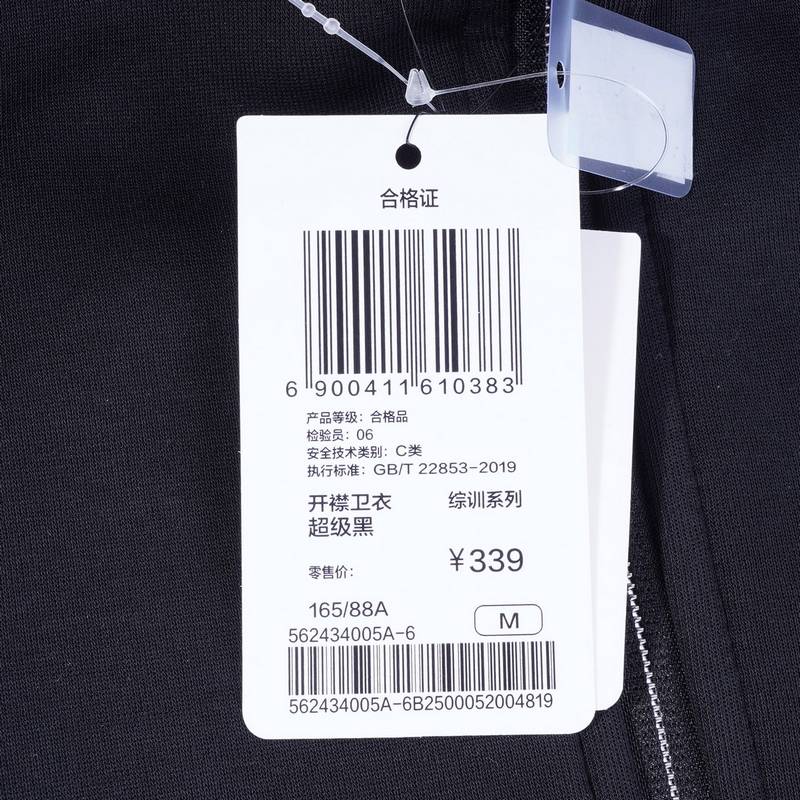 合格证
6 900411 610383
产品等级：合格品
检验员：06
安全技术类别：C类
执行标准：GB/T 22853-2019
开襟卫衣 综训系列
超级黑
零售价： ¥339
165/88A
562434005A-6 M
562434005A-6B2500052004819